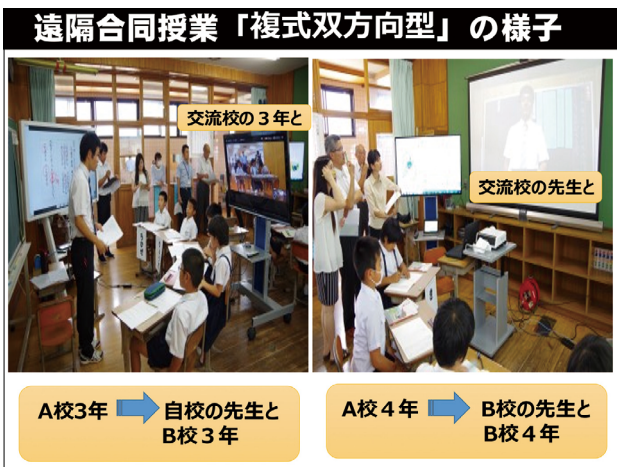 遠隔合同授業「複式双方向型」の様子
交流校の３年と
交流校の先生と
A校3年 自校の先生と
B校３年
A校４年 B校の先生と
B校４年